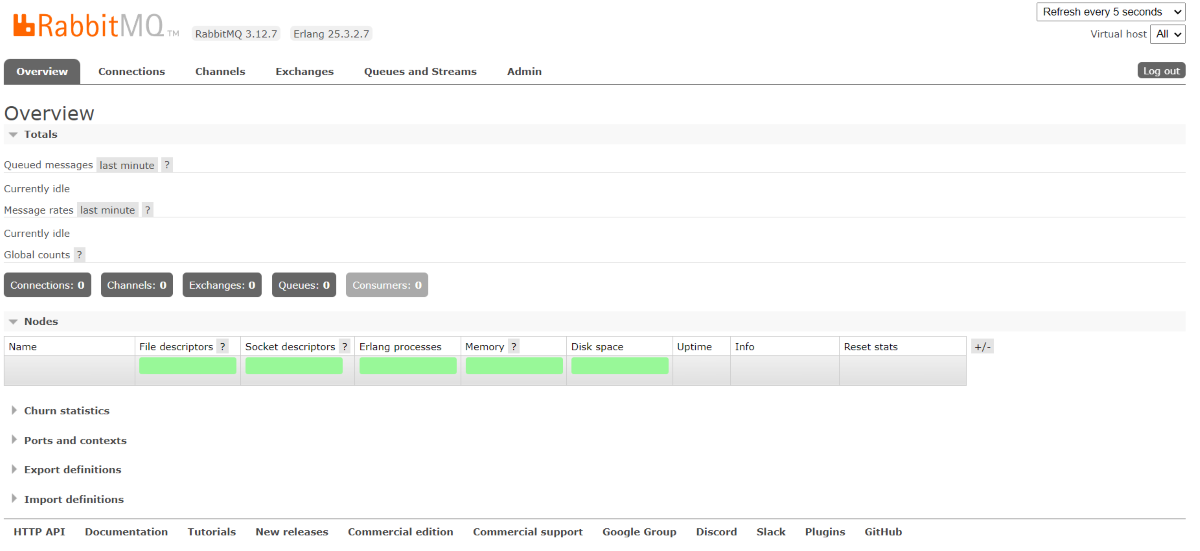 RabbitMQ TM RabbitMQ 3.12.7 Erlang 25.3.2.7
Refresh every 5 seconds
Virtual host All
Overview Connections Channels Exchanges Queues and Streams Admin Log out
Overview
Totals
Queued messages last minute ?
Currently idle
Message rates last minute ?
Currently idle
Global counts ?
Connections: 0 Channels: 0 Exchanges: 0 Queues: 0 Consumers: 0
Nodes
Name File descriptors ? Socket descriptors ? Erlang processes Memory ? Disk space Uptime Info Reset stats +/-
Churn statistics
Ports and contexts
Export definitions
Import definitions
HTTP API Documentation Tutorials New releases Commercial edition Commercial support Google Group Discord Slack Plugins GitHub